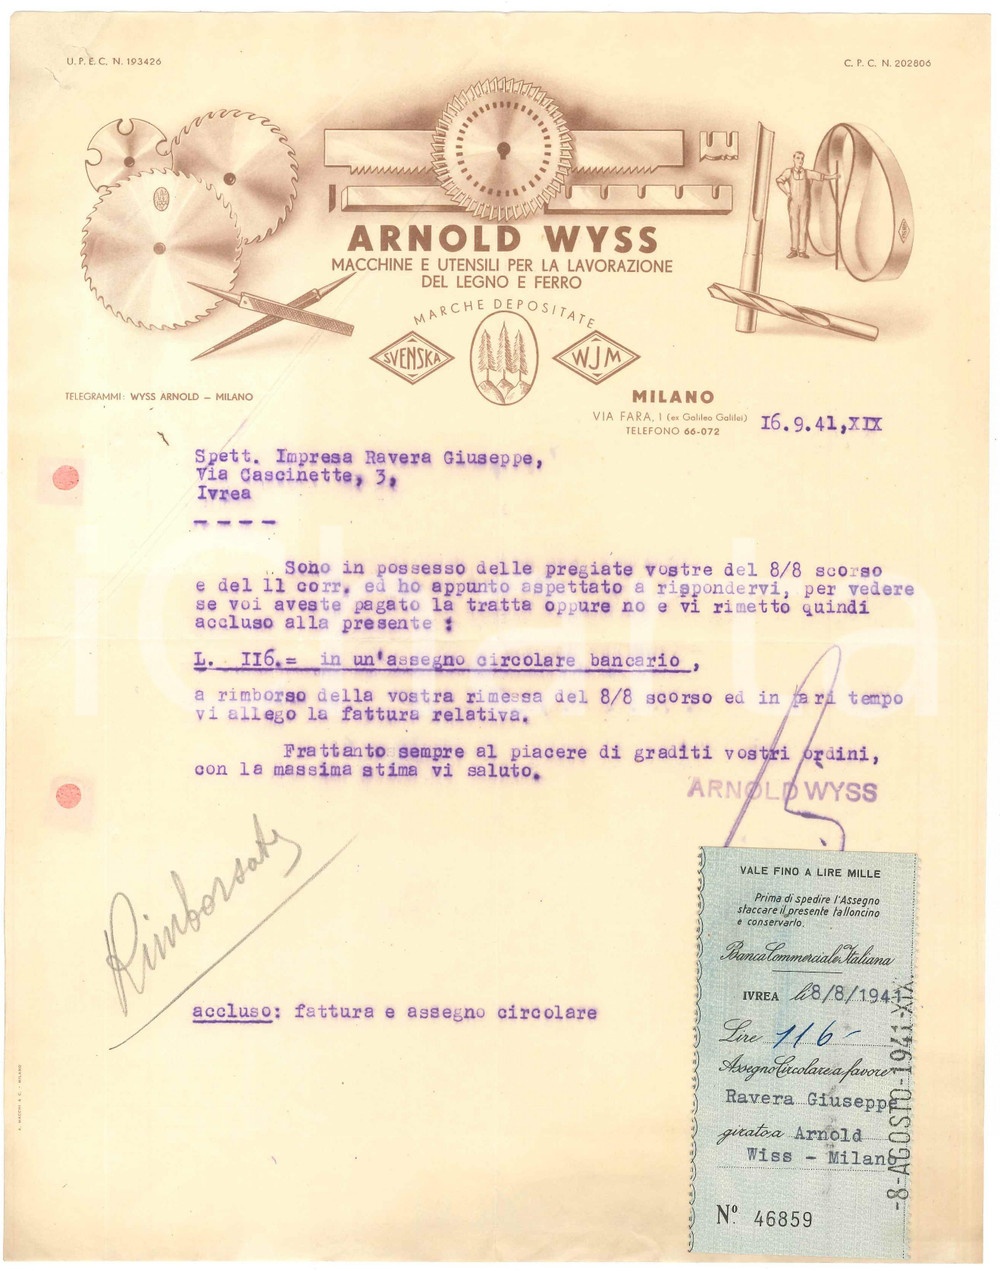 U.P.E.C. N. 193426
C.P.C. N. 202806
ARNOLD WYSS
MACCHINE E UTENSILI PER LA LAVORAZIONE
DEL LEGNO E FERRO
MARCHE DEPOSITATE
SVENSKA
WJM
TELEGRAMMI: WYSS ARNOLD – MILANO
MILANO
VIA FARA, 1 (ex Galileo Galilei)
TELEFONO 66-072
16.9.41,XIX
Spett. Impresa Ravera Giuseppe,
Via Cascinette, 3,
Ivrea
- - - -
Sono in possesso delle pregiate vostre del 8/8 scorso
e del 11 corr. ed ho appunto aspettato a rispondervi, per vedere
se voi aveste pagato la tratta oppure no e vi rimetto quindi
accluso alla presente :
L. 116.= in un'assegno circolare bancario ,
a rimborso della vostra rimessa del 8/8 scorso ed in pari tempo
vi allego la fattura relativa.
Frattanto sempre al piacere di graditi vostri ordini,
con la massima stima vi saluto.
ARNOLD WYSS
Rimborsato
accluso: fattura e assegno circolare
VALE FINO A LIRE MILLE
Prima di spedire l'Assegno
staccare il presente talloncino
e conservarlo.
Banca Commerciale Italiana
IVREA li 8/8/1941
Lire 116-
Assegno Circolare a favore
Ravera Giuseppe
girato a Arnold
Wiss - Milano
Nº. 46859
-8-AGOSTO-1941-XIX
iCharta